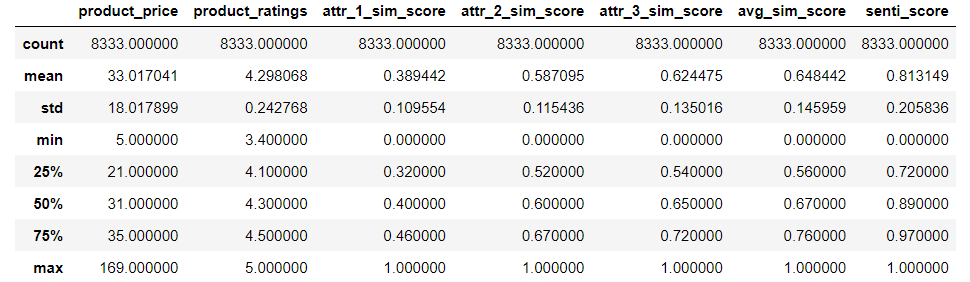 product_price product_ratings attr_1_sim_score attr_2_sim_score attr_3_sim_score avg_sim_score senti_score
count 8333.000000 8333.000000 8333.000000 8333.000000 8333.000000 8333.000000 8333.000000
mean 33.017041 4.298068 0.389442 0.587095 0.624475 0.648442 0.813149
std 18.017899 0.242768 0.109554 0.115436 0.135016 0.145959 0.205836
min 5.000000 3.400000 0.000000 0.000000 0.000000 0.000000 0.000000
25% 21.000000 4.100000 0.320000 0.520000 0.540000 0.560000 0.720000
50% 31.000000 4.300000 0.400000 0.600000 0.650000 0.670000 0.890000
75% 35.000000 4.500000 0.460000 0.670000 0.720000 0.760000 0.970000
max 169.000000 5.000000 1.000000 1.000000 1.000000 1.000000 1.000000